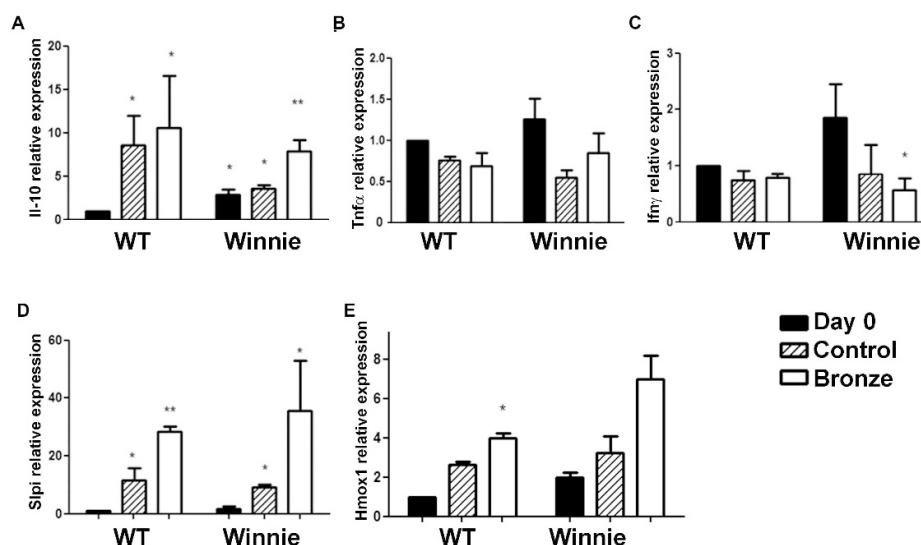 A
Il-10 relative expression
20
15
10
5
0
* * * * **
WT Winnie
B
Tnfα relative expression
2.0
1.5
1.0
0.5
0
WT Winnie
C
Ifnγ relative expression
3
2
1
0
*
WT Winnie
D
Slpi relative expression
60
40
20
0
* ** * *
WT Winnie
E
Hmox1 relative expression
8
6
4
2
0
*
WT Winnie
Day 0
Control
Bronze